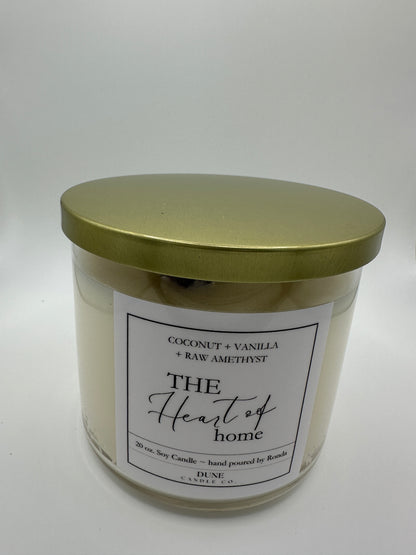 COCONUT + VANILLA
+ RAW AMETHYST
THE
Heart of
home
20 oz. Soy Candle ~ hand poured by Ronda
DUNE
CANDLE CO.